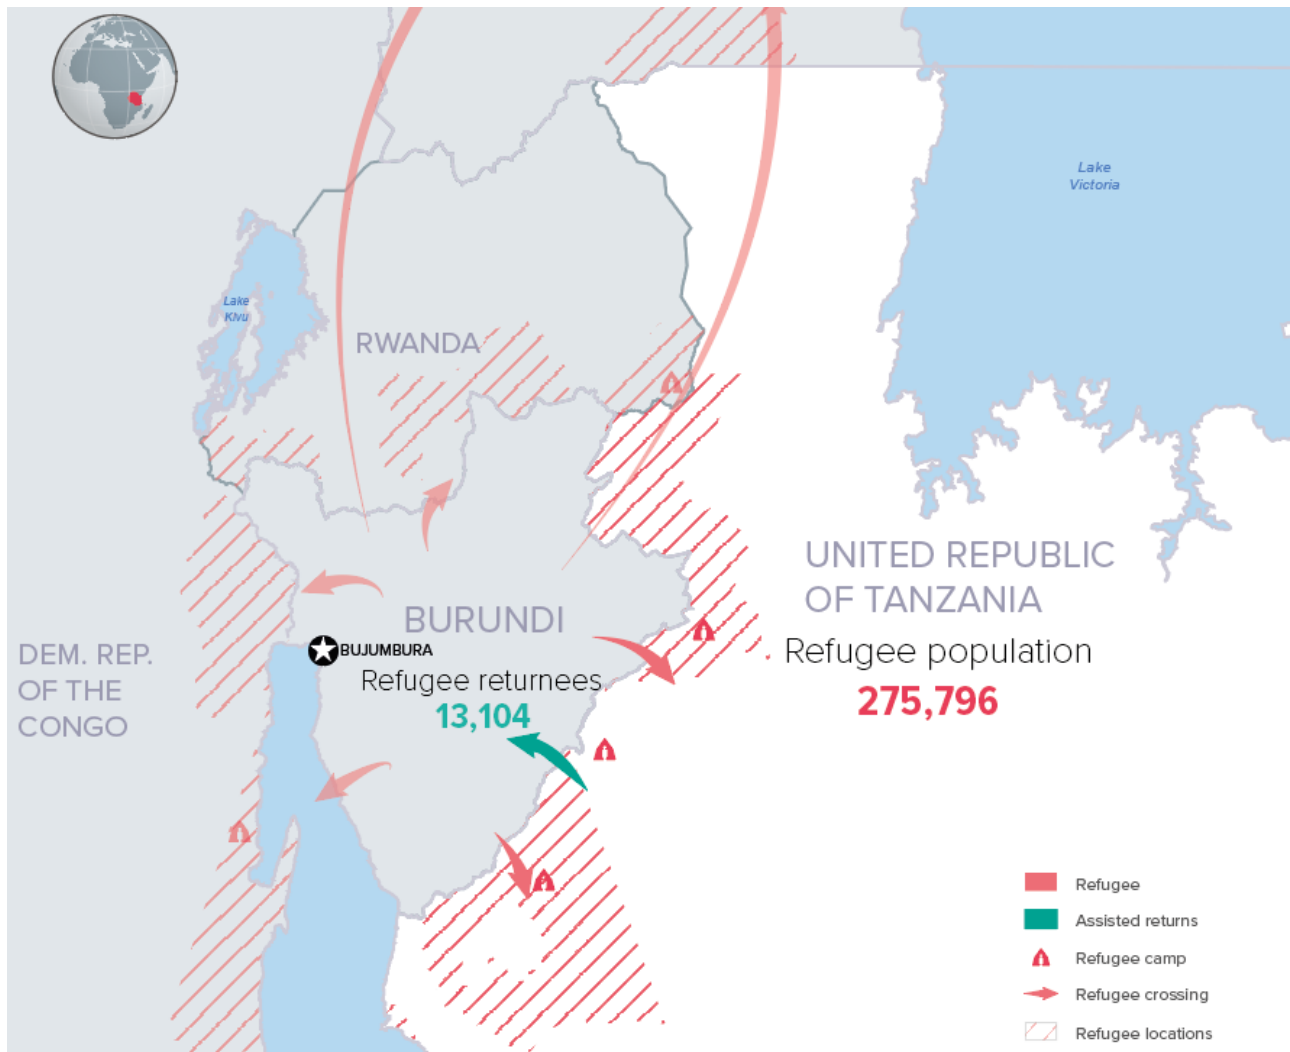 Lake
Victoria
Lake
Kivu
RWANDA
UNITED REPUBLIC
OF TANZANIA
Refugee population
275,796
BURUNDI
BUJUMBURA
Refugee returnees
13,104
DEM. REP.
OF THE
CONGO
Refugee
Assisted returns
Refugee camp
Refugee crossing
Refugee locations